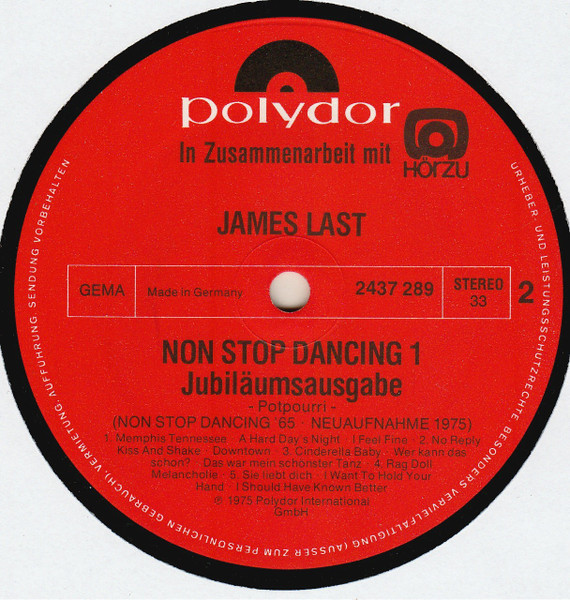 polydor
In Zusammenarbeit mit
HÖRZU
JAMES LAST
GEMA
Made in Germany
2437 289
STEREO
33
2
NON STOP DANCING 1
Jubiläumsausgabe
- Potpourri -
(NON STOP DANCING '65 · NEUAUFNAHME 1975)
1. Memphis Tennessee · A Hard Day's Night · I Feel Fine · 2. No Reply
Kiss And Shake · Downtown · 3. Cinderella Baby · Wer kann das
schon? · Das war mein schönster Tanz · 4. Rag Doll
Melancholie · 5. Sie liebt dich · I Want To Hold Your
Hand · I Should Have Known Better
℗ 1975 Polydor International
GmbH
URHEBER- UND LEISTUNGSSCHUTZRECHTE BESONDERS VERVIELFÄLTIGUNG (AUSSER ZUM PERSÖNLICHEN GEBRAUCH), VERMIETUNG, AUFFÜHRUNG, SENDUNG VORBEHALTEN